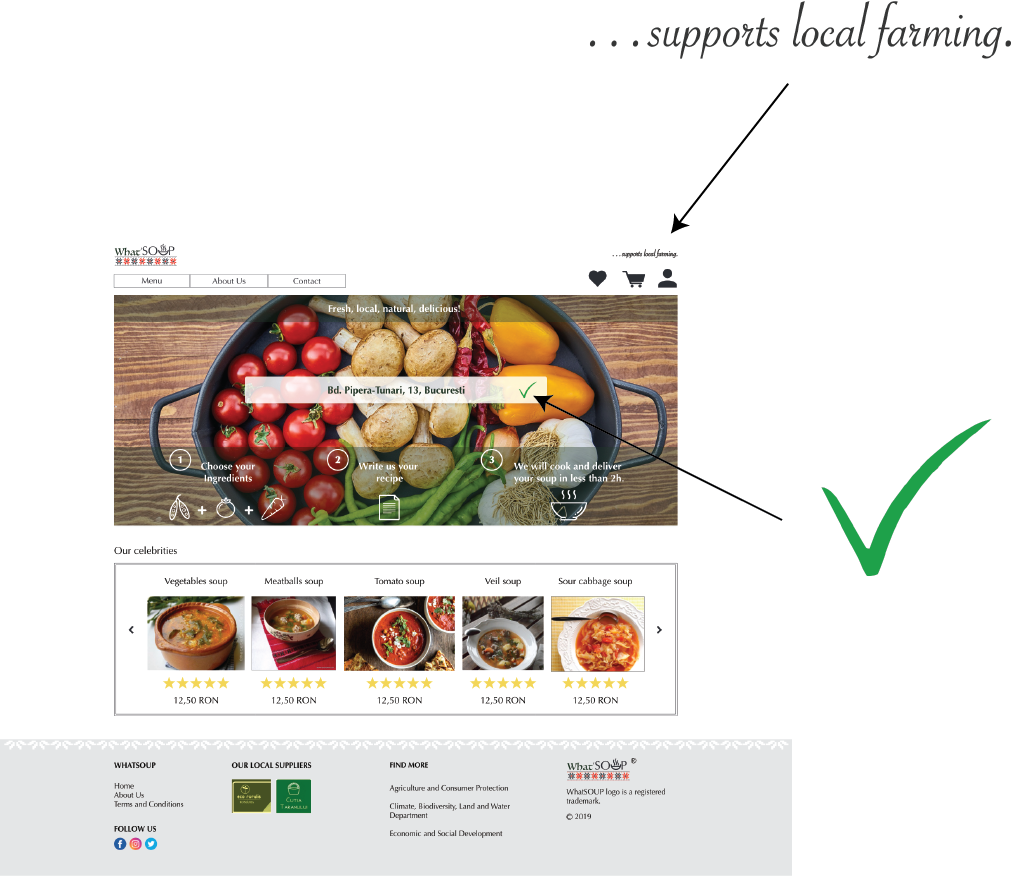 ...supports local farming.
What'SOUP
...supports local farming.
Menu About Us Contact
Fresh, local, natural, delicious!
Bd. Pipera-Tunari, 13, Bucuresti
1 Choose your
Ingredients
2 Write us your
recipe
3 We will cook and deliver
your soup in less than 2h.
Our celebrities
Vegetables soup Meatballs soup Tomato soup Veil soup Sour cabbage soup
12,50 RON 12,50 RON 12,50 RON 12,50 RON 12,50 RON
WHATSOUP
Home
About Us
Terms and Conditions
FOLLOW US
OUR LOCAL SUPPLIERS
CUTIA
TARANULUI
FIND MORE
Agriculture and Consumer Protection
Climate, Biodiversity, Land and Water
Department
Economic and Social Development
What'SOUP ®
WhatSOUP logo is a registered
trademark.
© 2019